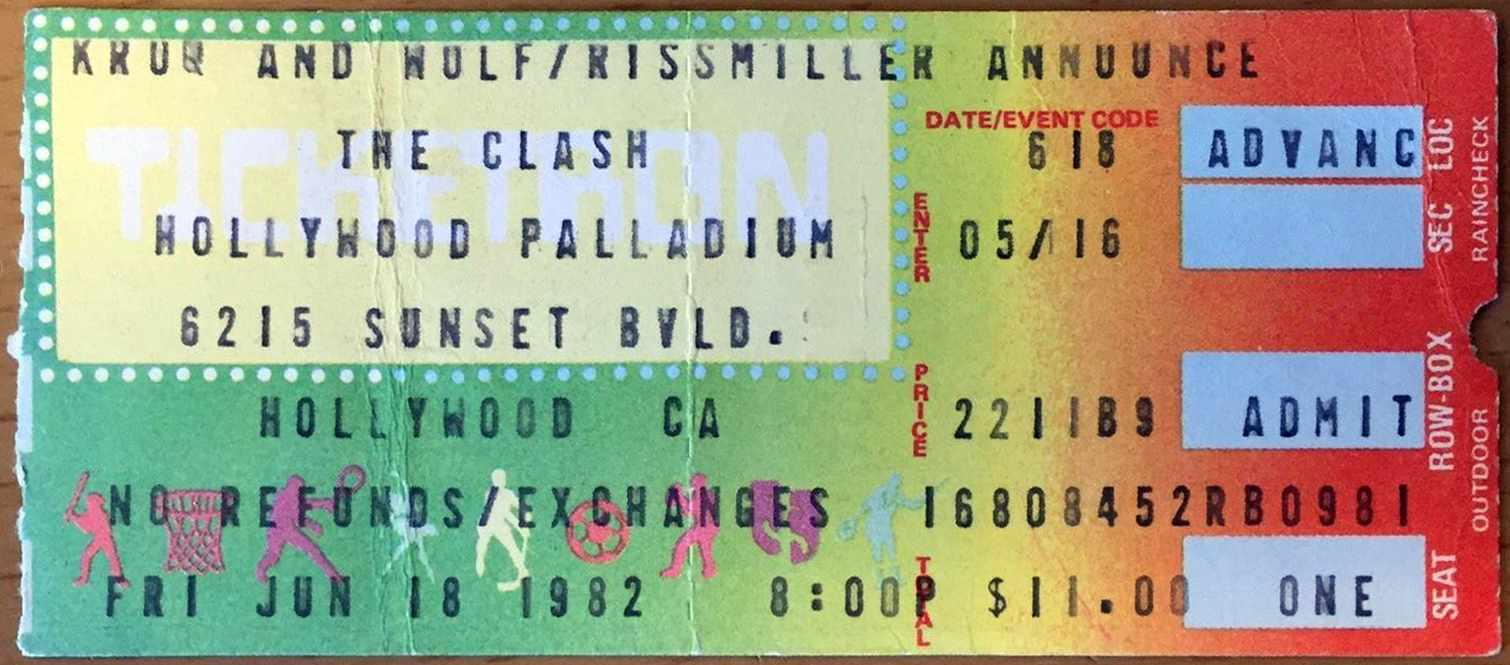 KROQ AND WOLF/RISSMILLER ANNOUNCE
TICKETRON
THE CLASH
HOLLYWOOD PALLADIUM
6215 SUNSET BVLD.
HOLLYWOOD CA
NO REFUNDS/EXCHANGES
FRI JUN 18 1982 8:00P $11.00
DATE/EVENT CODE
618
ENTER
05/16
PRICE
221IB9
16808452RB0981
TOTAL
ADVANC
ADMIT
ONE
LOC
SEC
ROW-BOX
SEAT
RAINCHECK
OUTDOOR